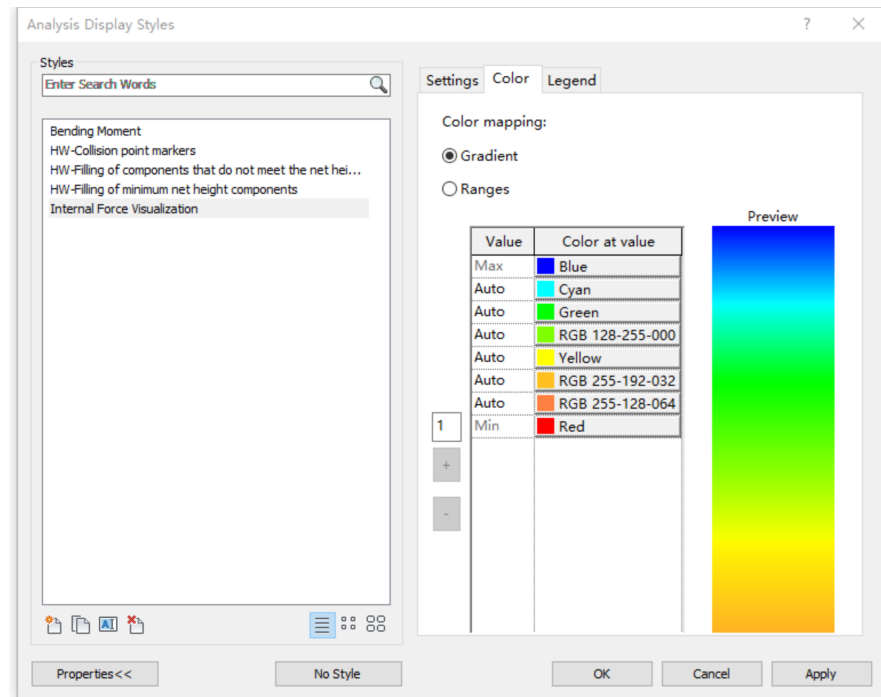 Analysis Display Styles
?
Styles
Enter Search Words
Bending Moment
HW-Collision point markers
HW-Filling of components that do not meet the net hei...
HW-Filling of minimum net height components
Internal Force Visualization
Properties<<
No Style
Settings
Color
Legend
Color mapping:
Gradient
Ranges
Preview
Value Color at value
Max Blue
Auto Cyan
Auto Green
Auto RGB 128-255-000
Auto Yellow
Auto RGB 255-192-032
Auto RGB 255-128-064
Min Red
1
+
-
OK
Cancel
Apply